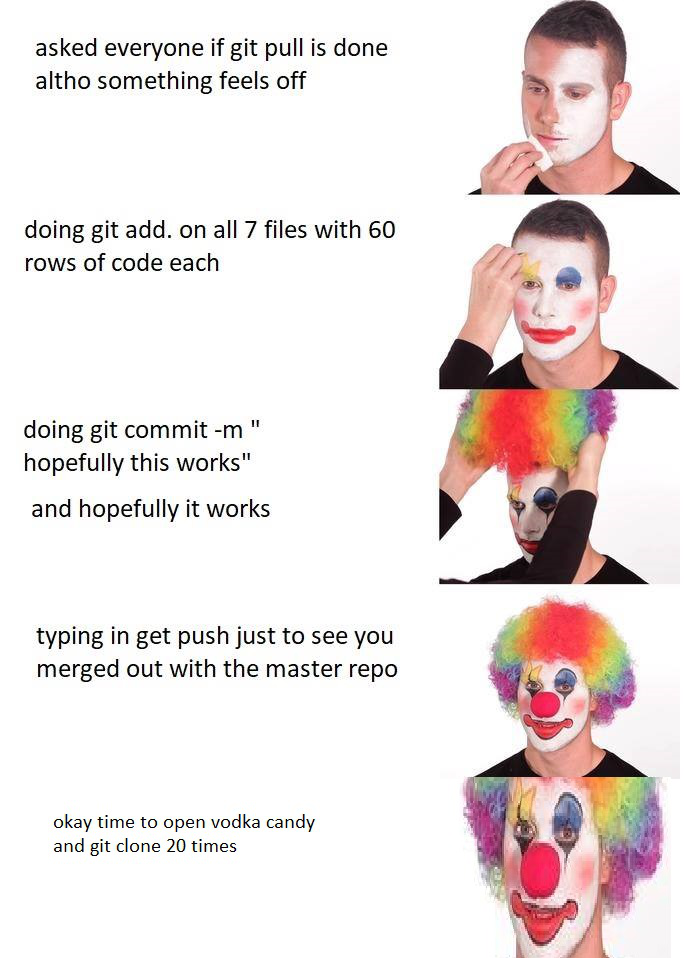 asked everyone if git pull is done
altho something feels off
doing git add. on all 7 files with 60
rows of code each
doing git commit -m "
hopefully this works"
and hopefully it works
typing in get push just to see you
merged out with the master repo
okay time to open vodka candy
and git clone 20 times